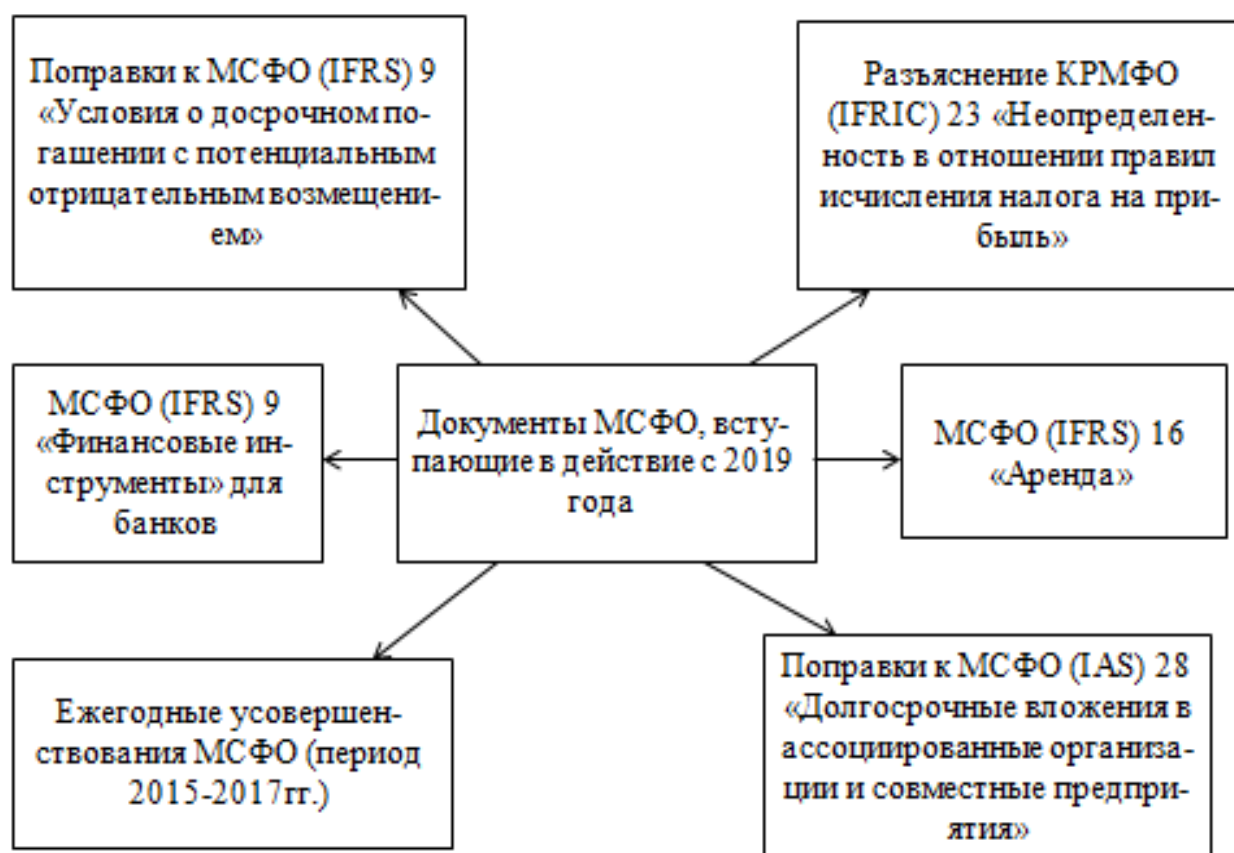 Поправки к МСФО (IFRS) 9
«Условия о досрочном по-
гашении с потенциальным
отрицательным возмещени-
ем»
Разъяснение КРМФО
(IFRIC) 23 «Неопределен-
ность в отношении правил
исчисления налога на при-
быль»
МСФО (IFRS) 9
«Финансовые ин-
струменты» для
банков
Документы МСФО, всту-
пающие в действие с 2019
года
МСФО (IFRS) 16
«Аренда»
Ежегодные усовершен-
ствования МСФО (период
2015-2017гг.)
Поправки к МСФО (IAS) 28
«Долгосрочные вложения в
ассоциированные организа-
ции и совместные предпри-
ятия»